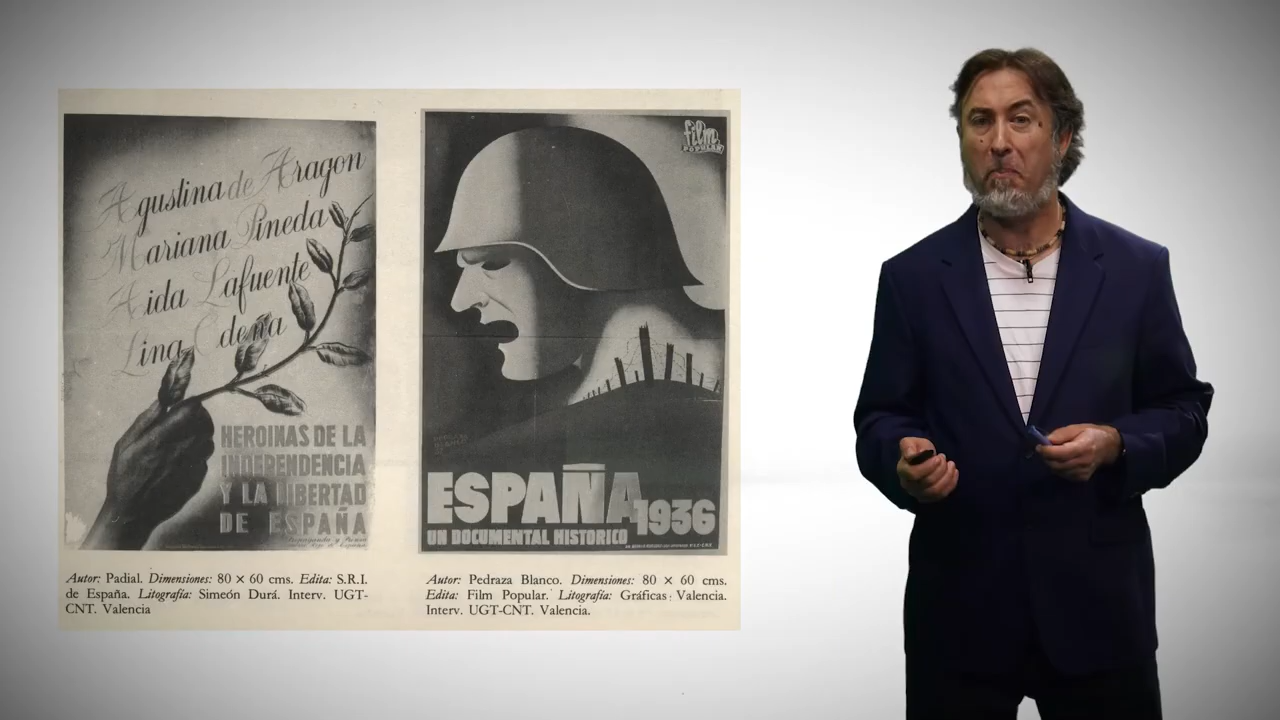 Agustina de Aragon
Mariana Pineda
Aida Lafuente
Lina Odena
HEROINAS DE LA
INDEPENDENCIA
Y LA LIBERTAD
DE ESPAÑA
Autor: Padial. Dimensiones: 80 × 60 cms. Edita: S.R.I.
de España. Litografía: Simeón Durá. Interv. UGT-
CNT. Valencia
film
POPULAR
ESPAÑA 1936
UN DOCUMENTAL HISTORICO
Autor: Pedraza Blanco. Dimensiones: 80 × 60 cms.
Edita: Film Popular. Litografía: Gráficas Valencia.
Interv. UGT-CNT. Valencia.